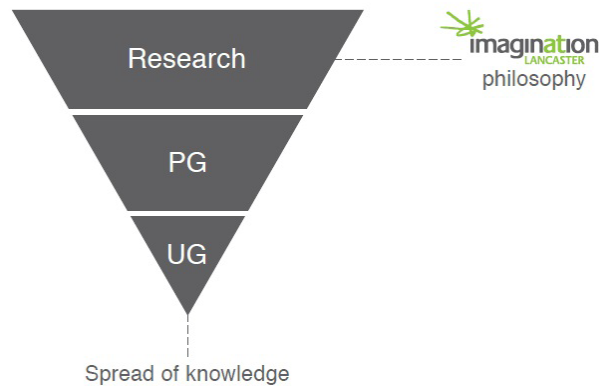 Research
imagination
LANCASTER
philosophy
PG
UG
Spread of knowledge